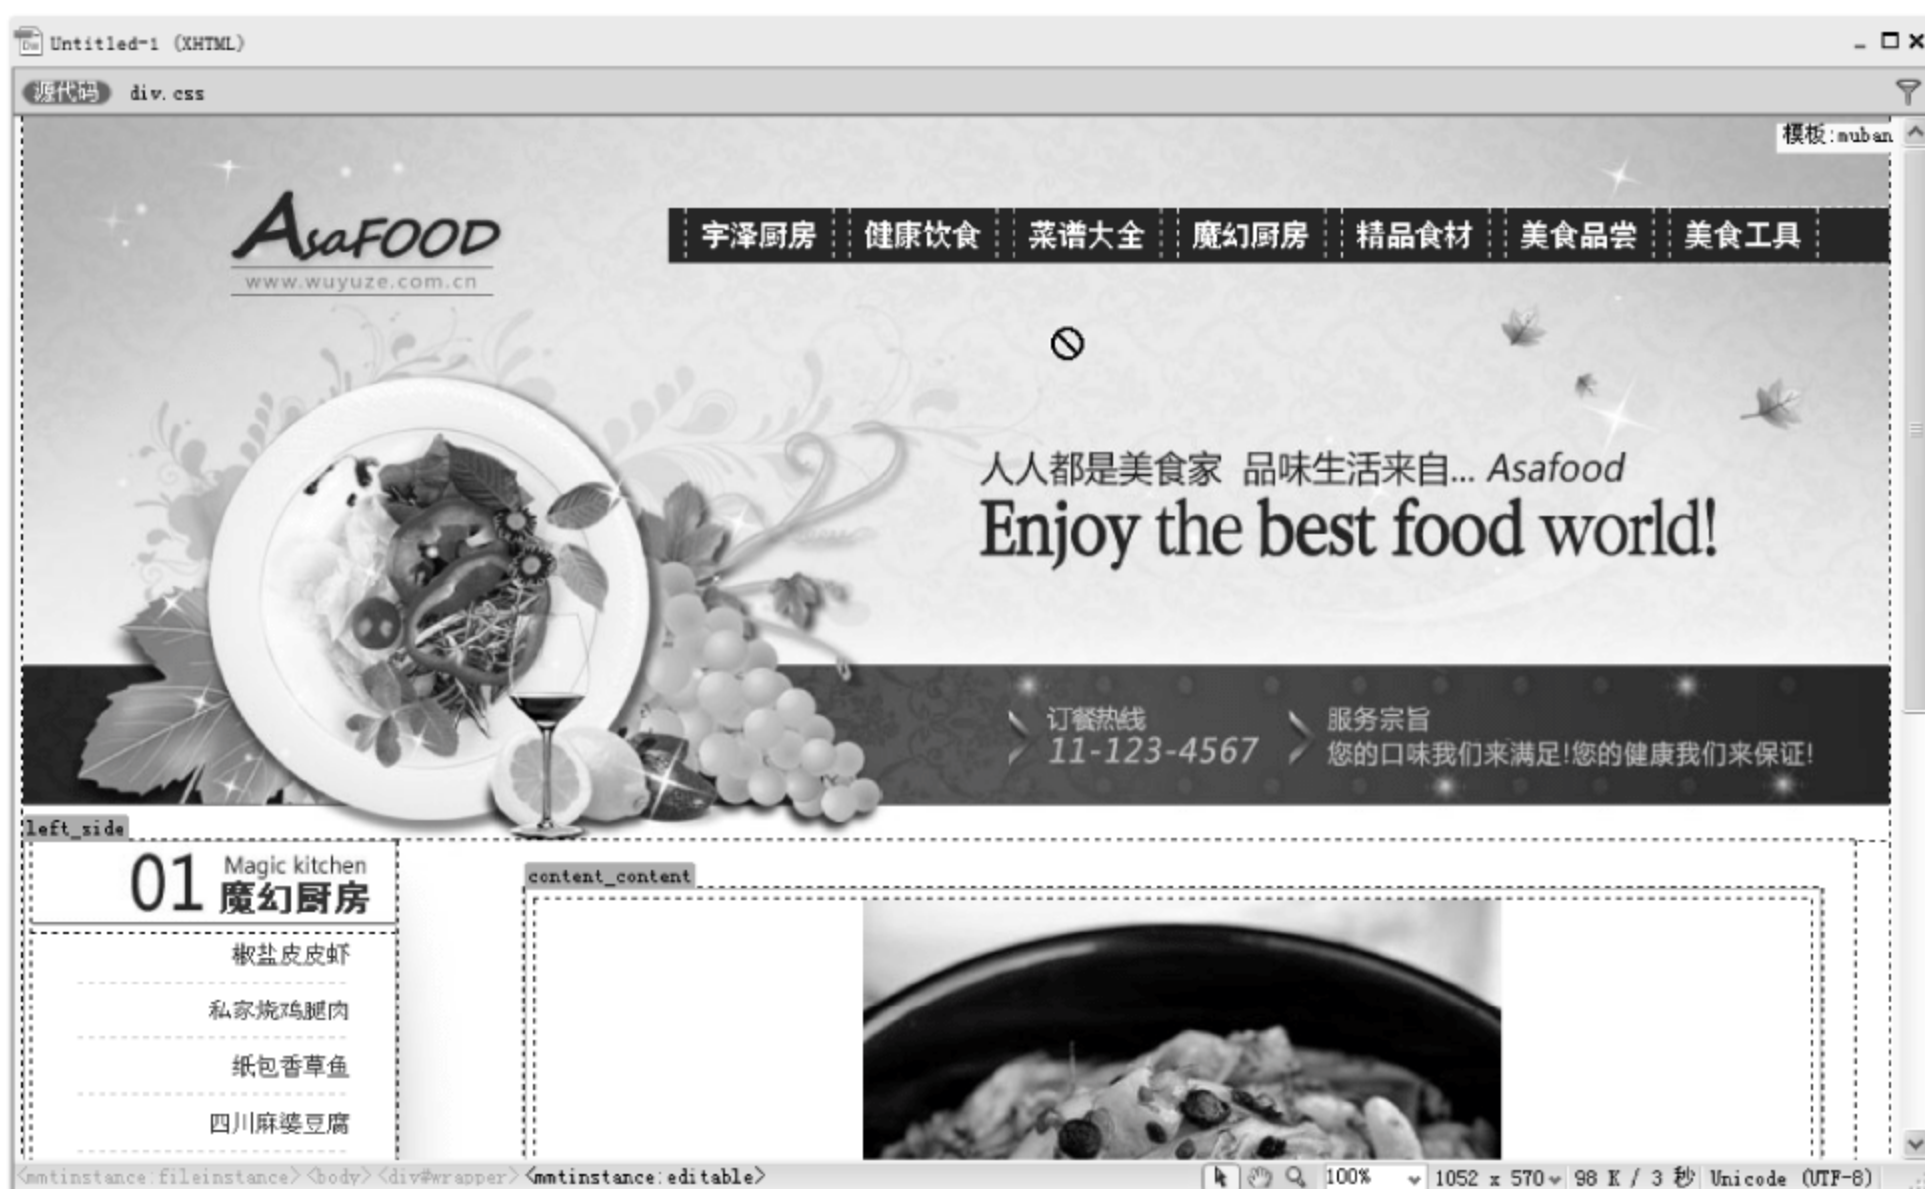 Untitled-1 (XHTML)
源代码 div.css
模板:muban
AsaFOOD
www.wuyuze.com.cn
宇泽厨房 健康饮食 菜谱大全 魔幻厨房 精品食材 美食品尝 美食工具
人人都是美食家 品味生活来自... Asafood
Enjoy the best food world!
订餐热线
11-123-4567
服务宗旨
您的口味我们来满足!您的健康我们来保证!
left_side
01 Magic kitchen
魔幻厨房
content_content
椒盐皮皮虾
私家烧鸡腿肉
纸包香草鱼
四川麻婆豆腐
<mmtinstance:fileinstance> <body> <div#wrapper> <mmtinstance:editable> 100% 1052 x 570 98 K / 3 秒 Unicode (UTF-8)